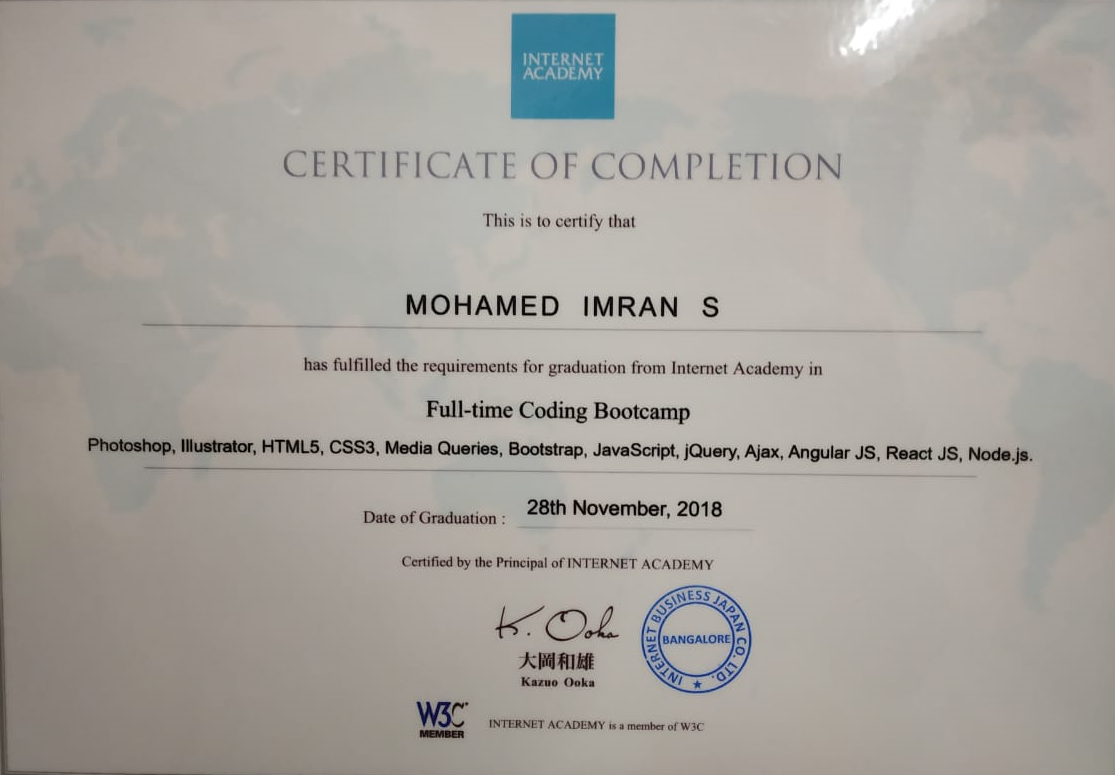 INTERNET
ACADEMY
CERTIFICATE OF COMPLETION
This is to certify that
MOHAMED IMRAN S
has fulfilled the requirements for graduation from Internet Academy in
Full-time Coding Bootcamp
Photoshop, Illustrator, HTML5, CSS3, Media Queries, Bootstrap, JavaScript, jQuery, Ajax, Angular JS, React JS, Node.js.
Date of Graduation : 28th November, 2018
Certified by the Principal of INTERNET ACADEMY
K. Ooka
大岡和雄
Kazuo Ooka
INTERNET BUSINESS JAPAN CO. LTD.
BANGALORE
W3C
MEMBER
INTERNET ACADEMY is a member of W3C